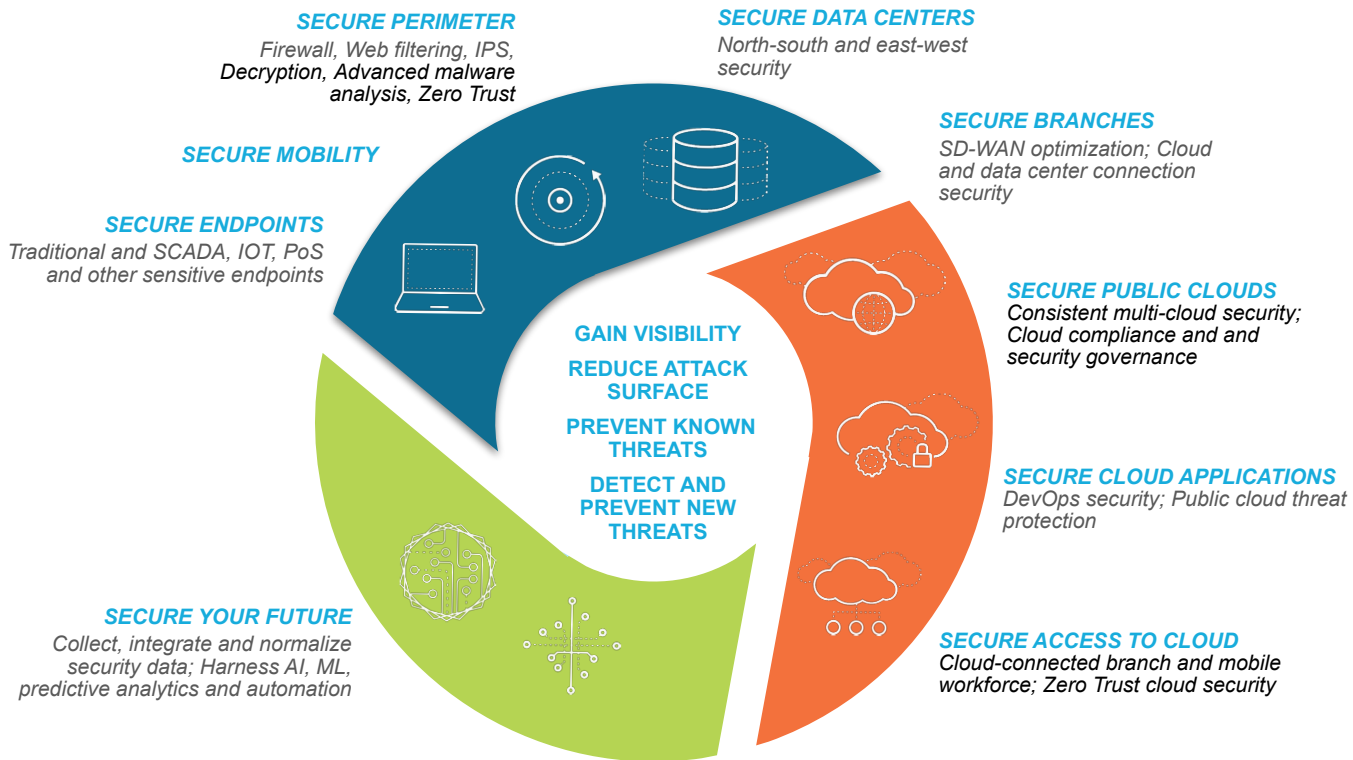 SECURE PERIMETER
Firewall, Web filtering, IPS,
Decryption, Advanced malware
analysis, Zero Trust
SECURE DATA CENTERS
North-south and east-west
security
SECURE BRANCHES
SD-WAN optimization; Cloud
and data center connection
security
SECURE MOBILITY
SECURE ENDPOINTS
Traditional and SCADA, IOT, PoS
and other sensitive endpoints
SECURE PUBLIC CLOUDS
Consistent multi-cloud security;
Cloud compliance and and
security governance
GAIN VISIBILITY
REDUCE ATTACK
SURFACE
PREVENT KNOWN
THREATS
DETECT AND
PREVENT NEW
THREATS
SECURE CLOUD APPLICATIONS
DevOps security; Public cloud threat
protection
SECURE YOUR FUTURE
Collect, integrate and normalize
security data; Harness AI, ML,
predictive analytics and automation
SECURE ACCESS TO CLOUD
Cloud-connected branch and mobile
workforce; Zero Trust cloud security